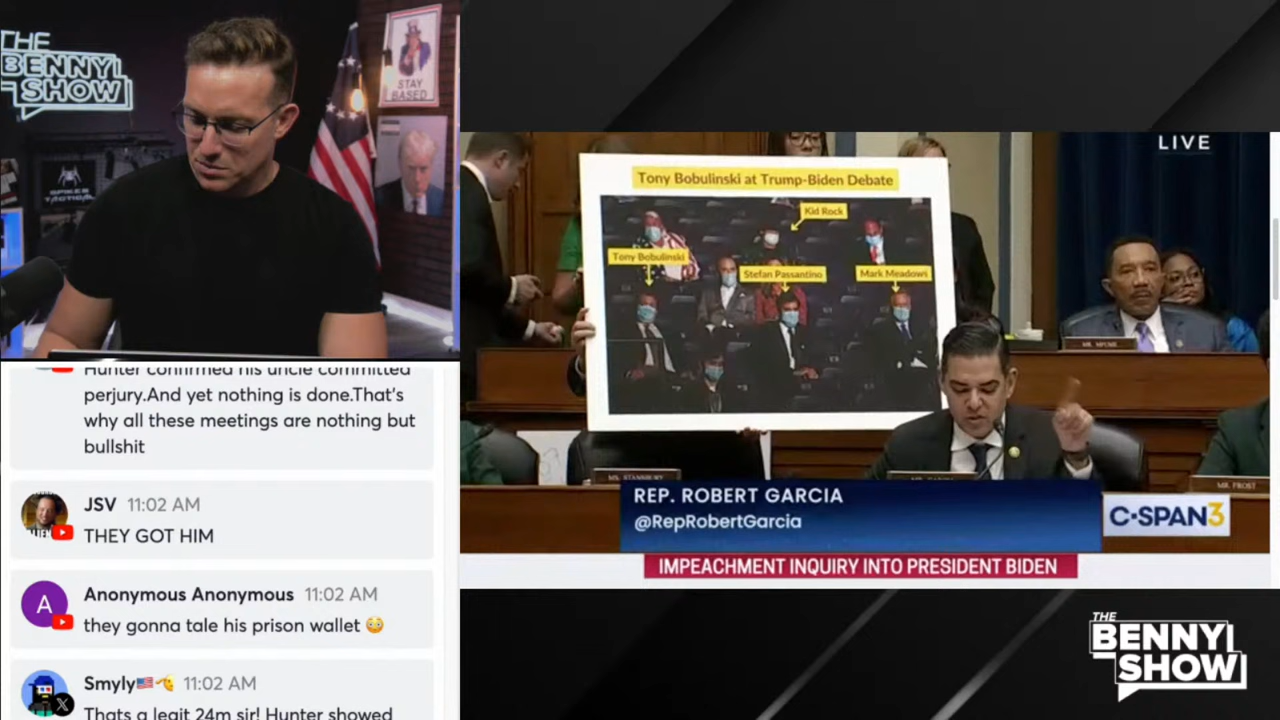 THE
BENNY
SHOW
STAY
BASED
SPIKE'S
TACTICAL
Hunter confirmed his uncle committed
perjury.And yet nothing is done.That's
why all these meetings are nothing but
bullshit
JSV 11:02 AM
THEY GOT HIM
A
Anonymous Anonymous 11:02 AM
they gonna tale his prison wallet 😳
Smyly🇺🇸🫡 11:02 AM
Thats a legit 24m sir! Hunter showed
LIVE
Tony Bobulinski at Trump-Biden Debate
Kid Rock
Tony Bobulinski
Stefan Passantino
Mark Meadows
MR. MFUME
MS. STANSBURY
MR. FROST
REP. ROBERT GARCIA
@RepRobertGarcia
C-SPAN3
IMPEACHMENT INQUIRY INTO PRESIDENT BIDEN
THE
BENNY
SHOW